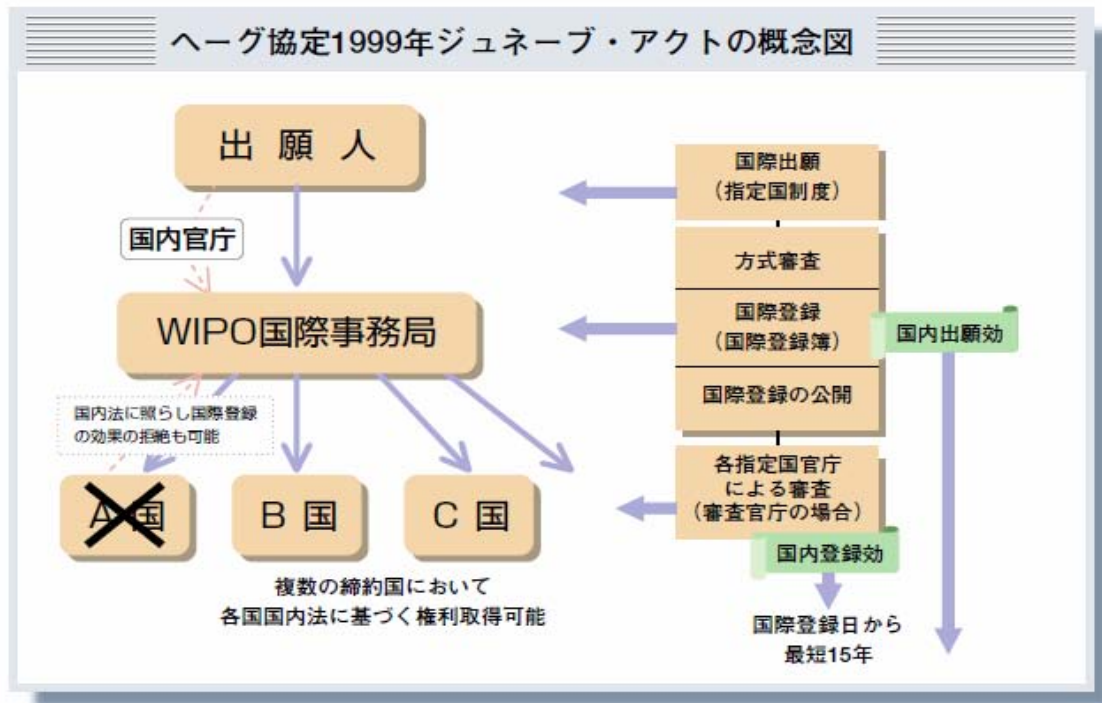 ヘーグ協定1999年ジュネーブ・アクトの概念図
出願人
国内官庁
WIPO国際事務局
国内法に照らし国際登録
の効果の拒絶も可能
A国
B国
C国
複数の締約国において
各国国内法に基づく権利取得可能
国際出願
（指定国制度）
方式審査
国際登録
（国際登録簿）
国内出願効
国際登録の公開
各指定国官庁
による審査
（審査官庁の場合）
国内登録効
国際登録日から
最短15年